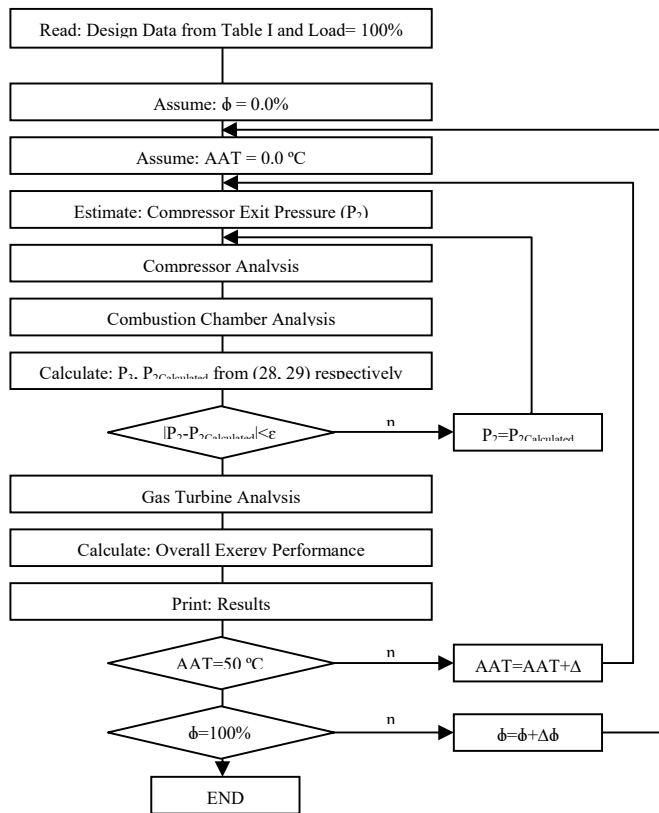 Read: Design Data from Table I and Load= 100%
Assume: ϕ = 0.0%
Assume: AAT = 0.0 ºC
Estimate: Compressor Exit Pressure (P2)
Compressor Analysis
Combustion Chamber Analysis
Calculate: P3, P2Calculated from (28, 29) respectively
|P2-P2Calculated|<ε
n
P2=P2Calculated
Gas Turbine Analysis
Calculate: Overall Exergy Performance
Print: Results
AAT=50 ºC
n
AAT=AAT+Δ
ϕ=100%
n
ϕ=ϕ+Δϕ
END